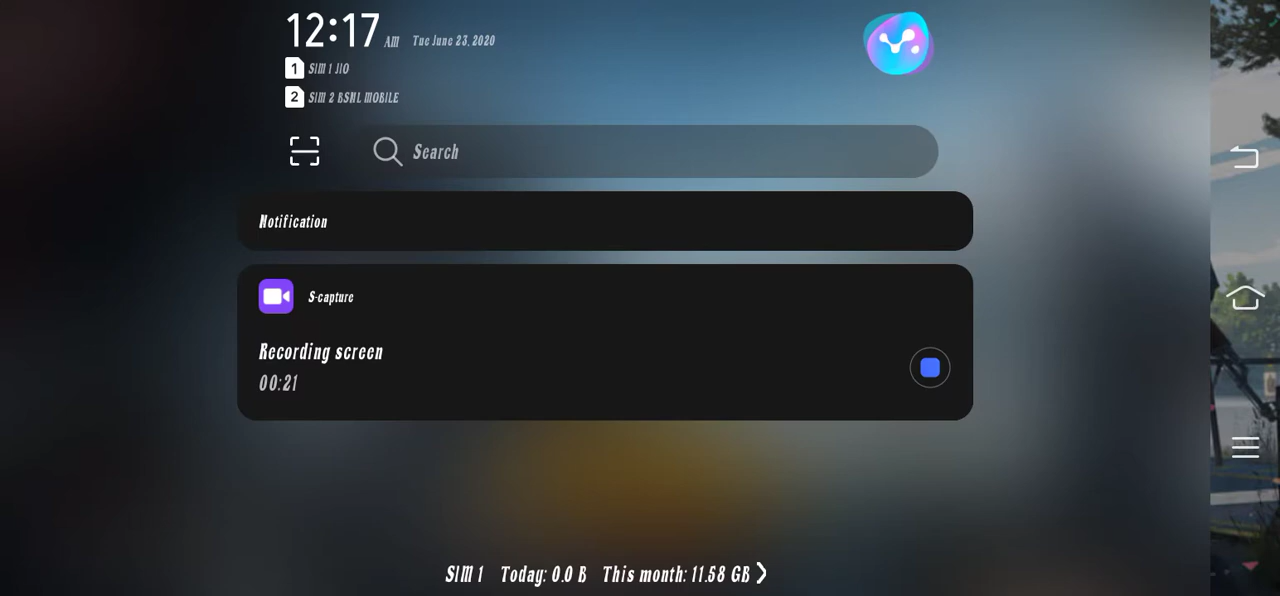 12:17 AM Tue June 23, 2020
1 SIM 1 JIO
2 SIM 2 BSNL MOBILE
Search
Notification
S-capture
Recording screen
00:21
SIM 1 Today: 0.0 B This month: 11.58 GB